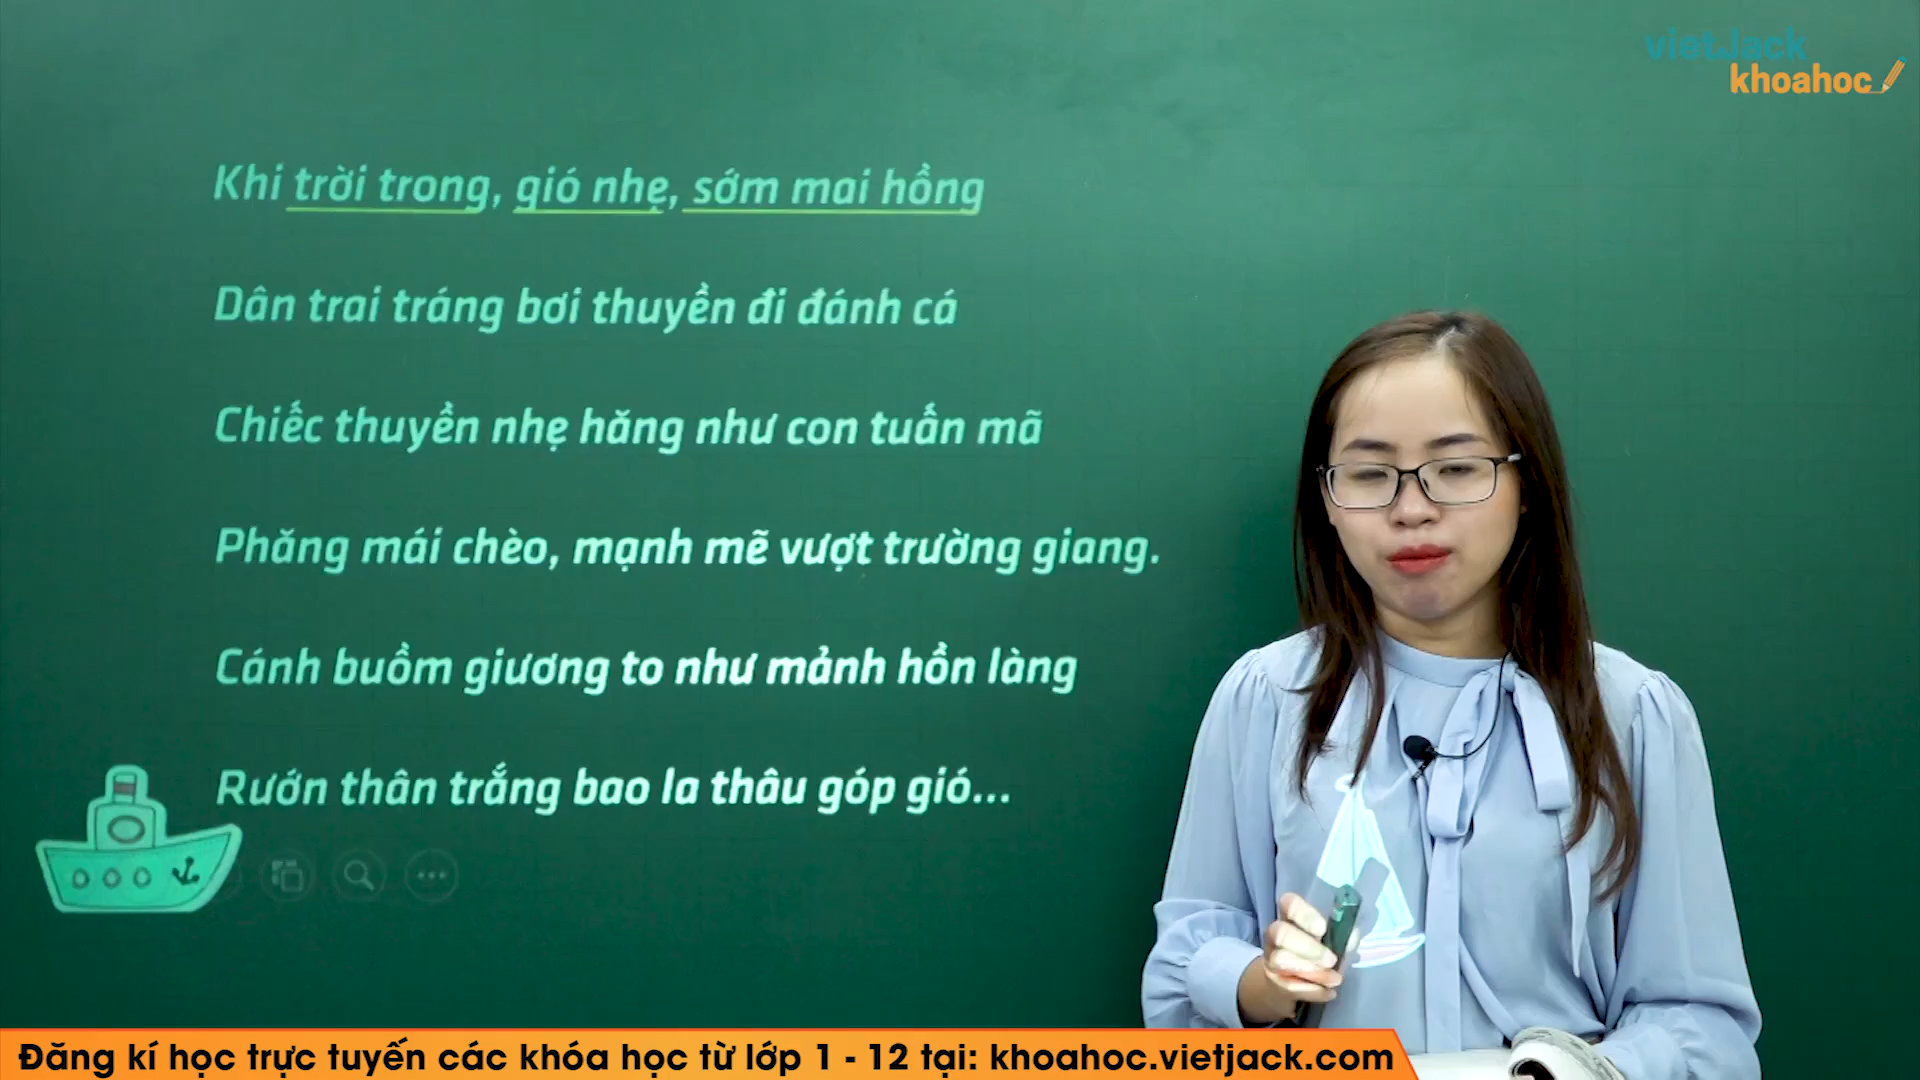 vietJack
khoahoc
Khi trời trong, gió nhẹ, sớm mai hồng
Dân trai tráng bơi thuyền đi đánh cá
Chiếc thuyền nhẹ hăng như con tuấn mã
Phăng mái chèo, mạnh mẽ vượt trường giang.
Cánh buồm giương to như mảnh hồn làng
Rướn thân trắng bao la thâu góp gió...
Đăng kí học trực tuyến các khóa học từ lớp 1 - 12 tại: khoahoc.vietjack.com